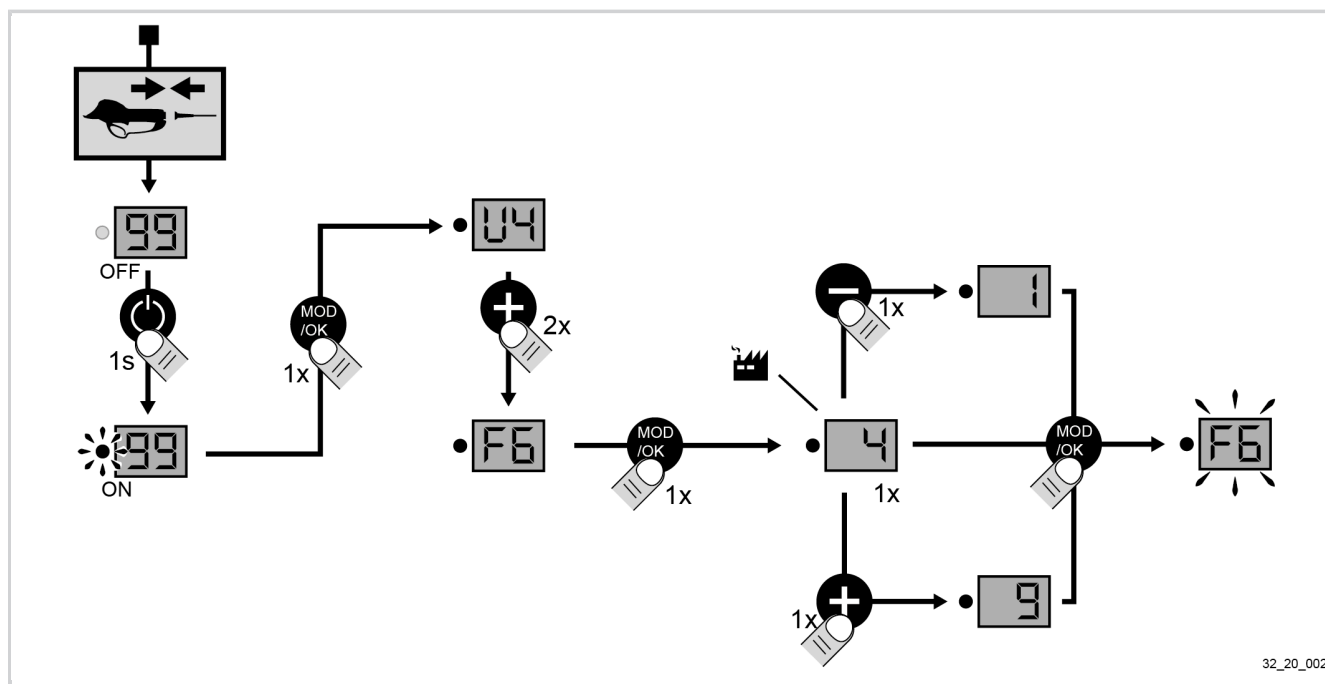 99
OFF
1s
99
ON
MOD
/OK
1x
U4
2x
F6
MOD
/OK
1x
1x
1
4
1x
1x
9
MOD
/OK
F6
32_20_002